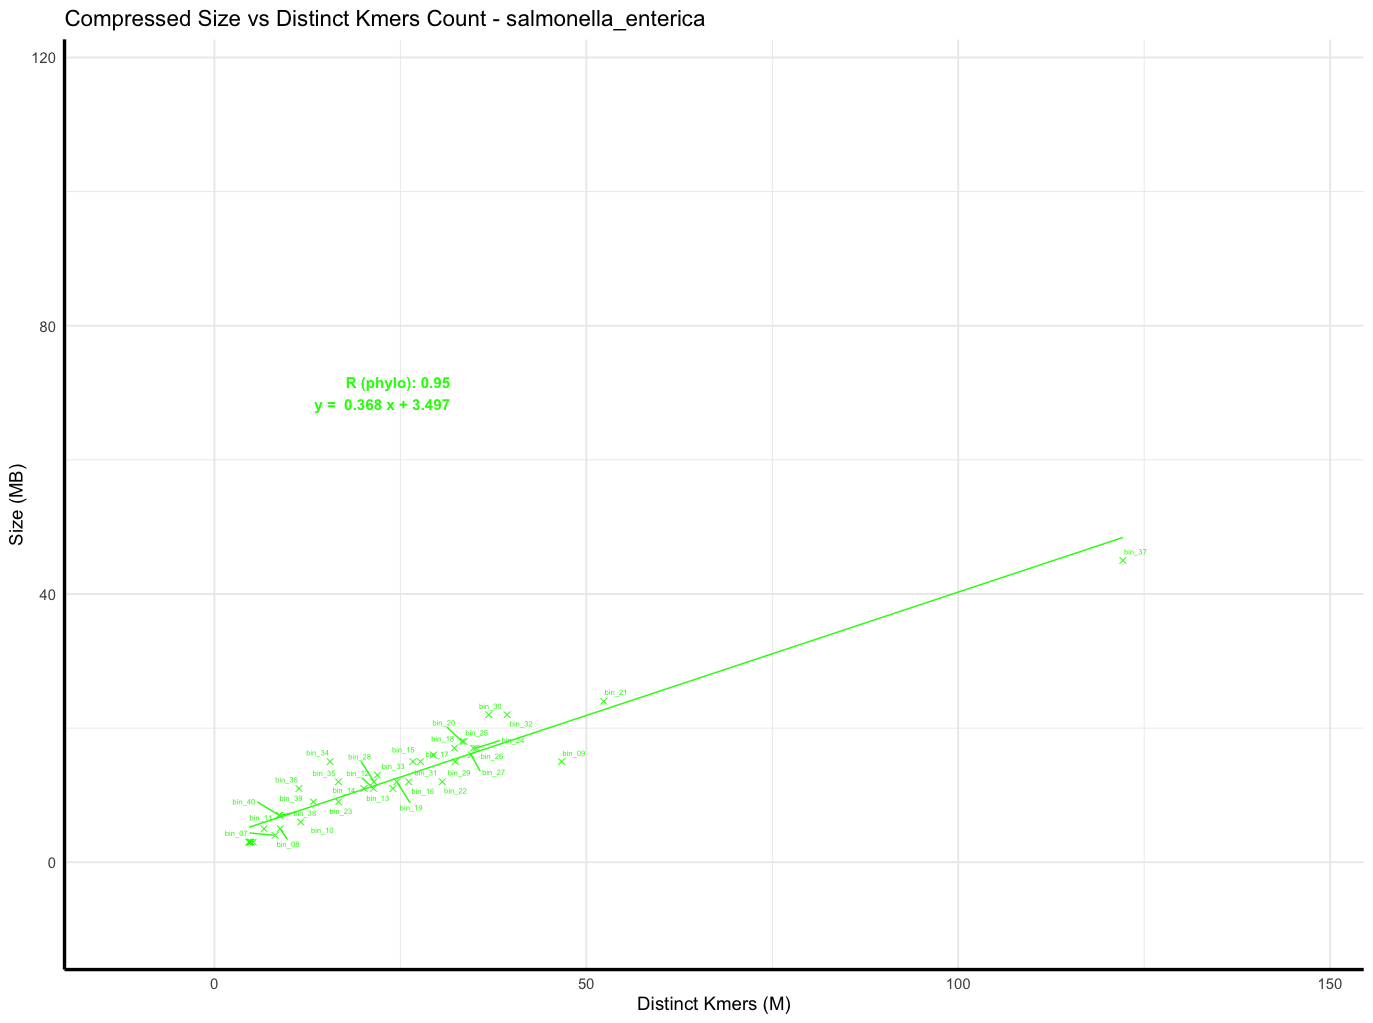 Compressed Size vs Distinct Kmers Count - salmonella_enterica
120
80
40
0
Size (MB)
R (phylo): 0.95
y = 0.368 x + 3.497
bin_37
bin_21
bin_30
bin_32
bin_20
bin_25
bin_18
bin_24
bin_34
bin_28
bin_15
bin_17
bin_26
bin_09
bin_33
bin_35
bin_12
bin_31
bin_29
bin_27
bin_36
bin_14
bin_16
bin_22
bin_40
bin_39
bin_13
bin_19
bin_11
bin_38
bin_23
bin_07
bin_10
bin_08
0
50
100
150
Distinct Kmers (M)